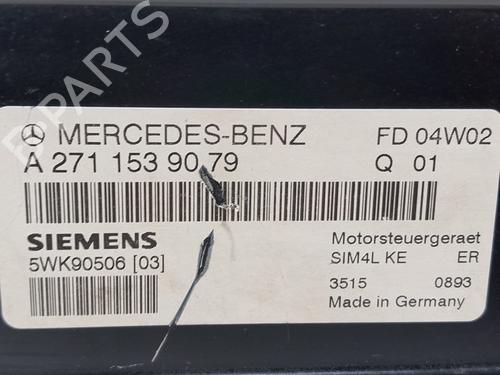 MERCEDES-BENZ FD 04W02
A 271 153 90 79 Q 01
SIEMENS Motorsteuergeraet
5WK90506 [03] SIM4L KE ER
3515 0893
Made in Germany
B-PARTS